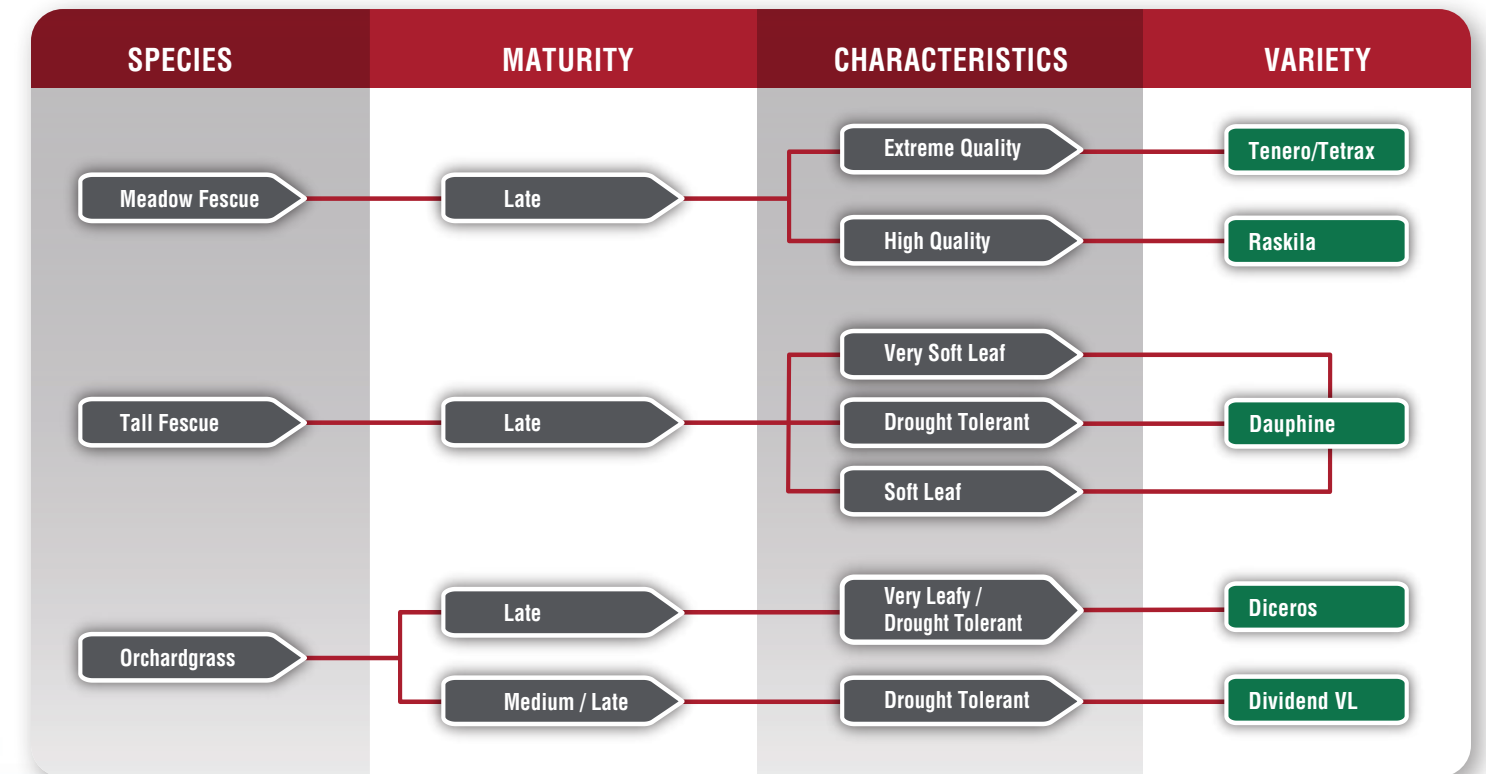 SPECIES
MATURITY
CHARACTERISTICS
VARIETY
Meadow Fescue
Late
Extreme Quality
Tenero/Tetrax
High Quality
Raskila
Tall Fescue
Late
Very Soft Leaf
Drought Tolerant
Soft Leaf
Dauphine
Orchardgrass
Late
Very Leafy /
Drought Tolerant
Diceros
Medium / Late
Drought Tolerant
Dividend VL